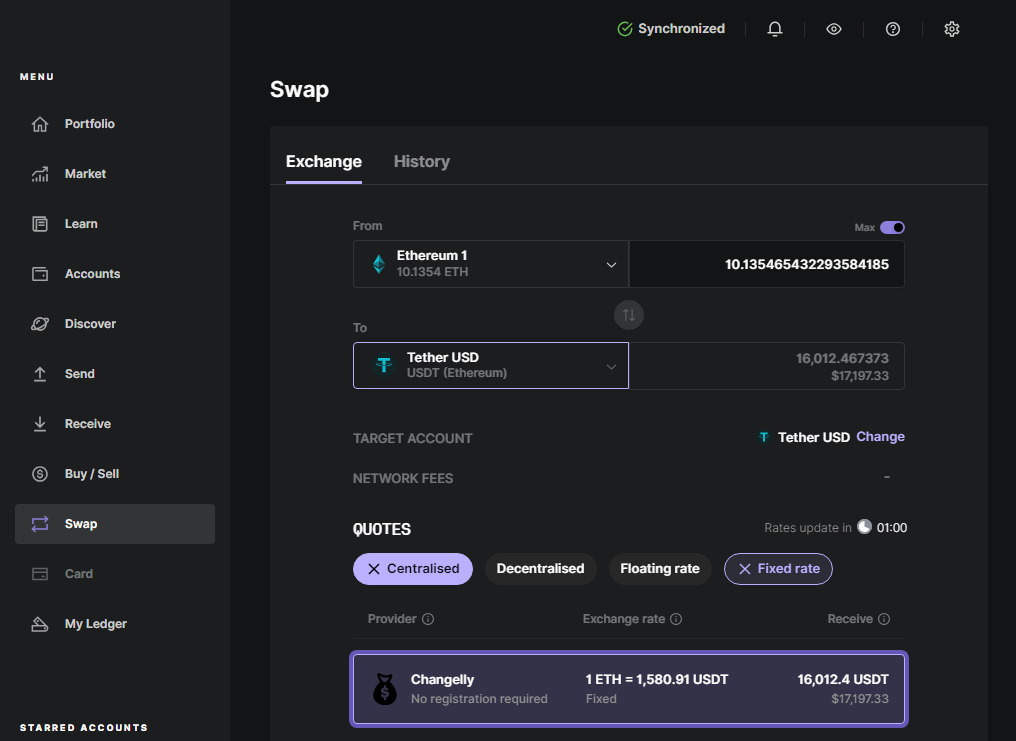 Synchronized
MENU
Portfolio
Market
Learn
Accounts
Discover
Send
Receive
Buy / Sell
Swap
Card
My Ledger
STARRED ACCOUNTS
Swap
Exchange History
From Max
Ethereum 1
10.1354 ETH
10.135465432293584185
To
Tether USD
USDT (Ethereum)
16,012.467373
$17,197.33
TARGET ACCOUNT Tether USD Change
NETWORK FEES -
QUOTES Rates update in 01:00
Centralised Decentralised Floating rate Fixed rate
Provider Exchange rate Receive
Changelly 1 ETH = 1,580.91 USDT 16,012.4 USDT
No registration required Fixed $17,197.33